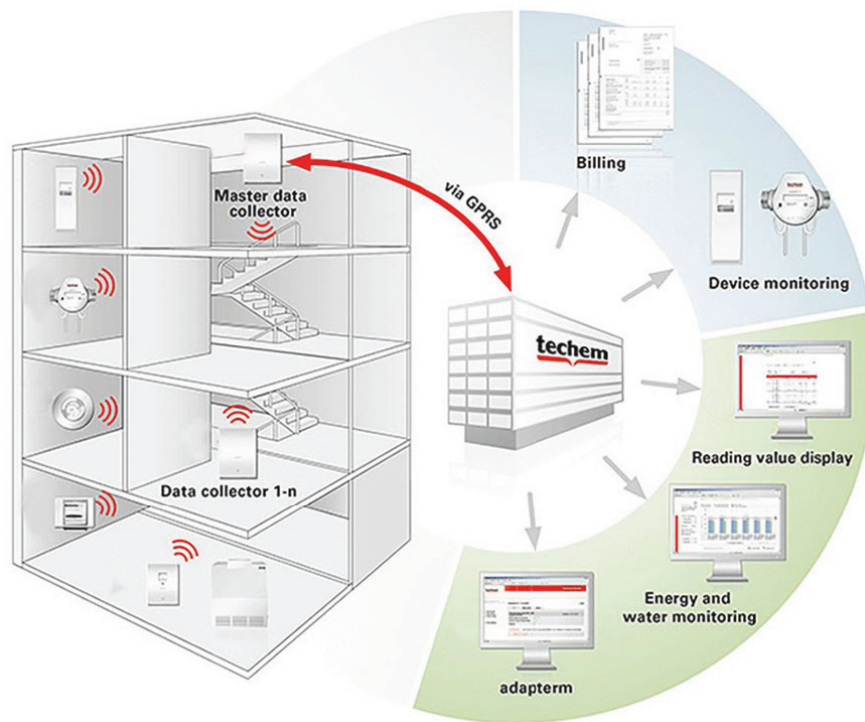 Billing
Master data
collector
via GPRS
techem
Device monitoring
techem
Reading value display
Data collector 1-n
Energy and
water monitoring
adapterm